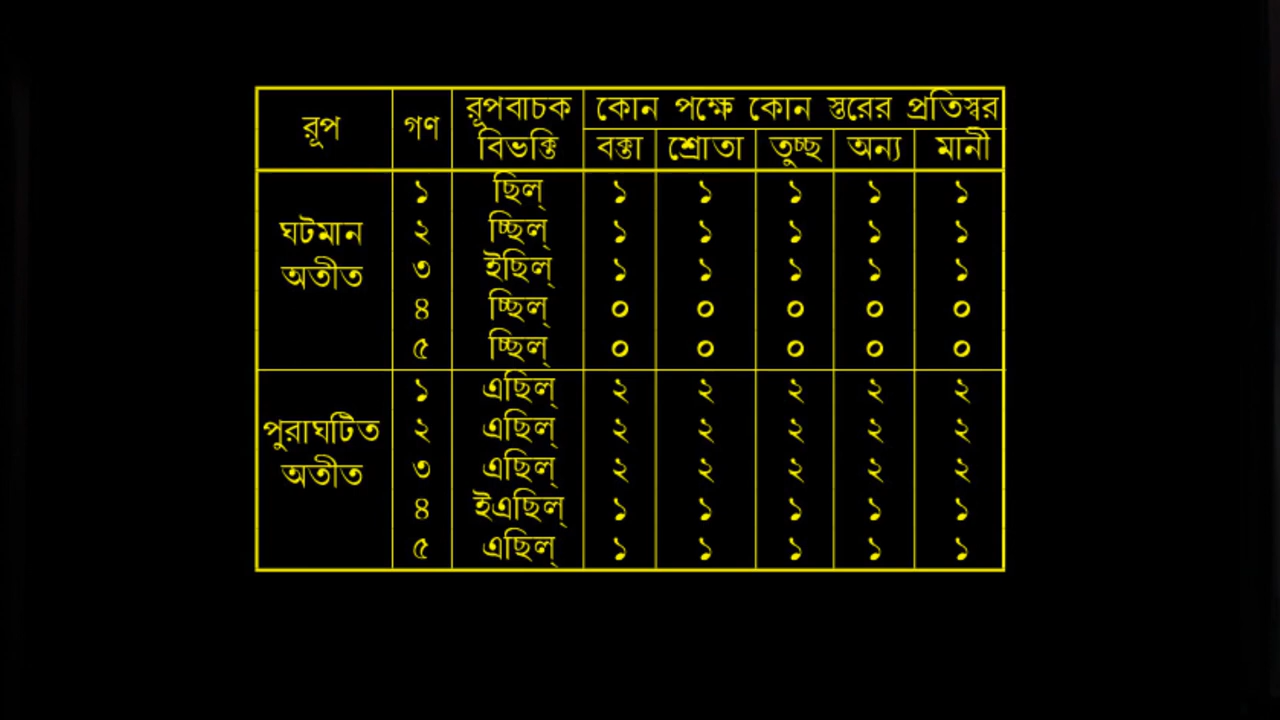 রূপ গণ রূপবাচক বিভক্তি কোন পক্ষে কোন স্তরের প্রতিস্বর
বক্তা শ্রোতা তুচ্ছ অন্য মানী
১ ছিল্ ১ ১ ১ ১ ১
ঘটমান ২ চ্ছিল্ ১ ১ ১ ১ ১
অতীত ৩ ইছিল্ ১ ১ ১ ১ ১
৪ চ্ছিল্ ০ ০ ০ ০ ০
৫ চ্ছিল্ ০ ০ ০ ০ ০
১ এছিল্ ২ ২ ২ ২ ২
পুরাঘটিত ২ এছিল্ ২ ২ ২ ২ ২
অতীত ৩ এছিল্ ২ ২ ২ ২ ২
৪ ইএছিল্ ১ ১ ১ ১ ১
৫ এছিল্ ১ ১ ১ ১ ১